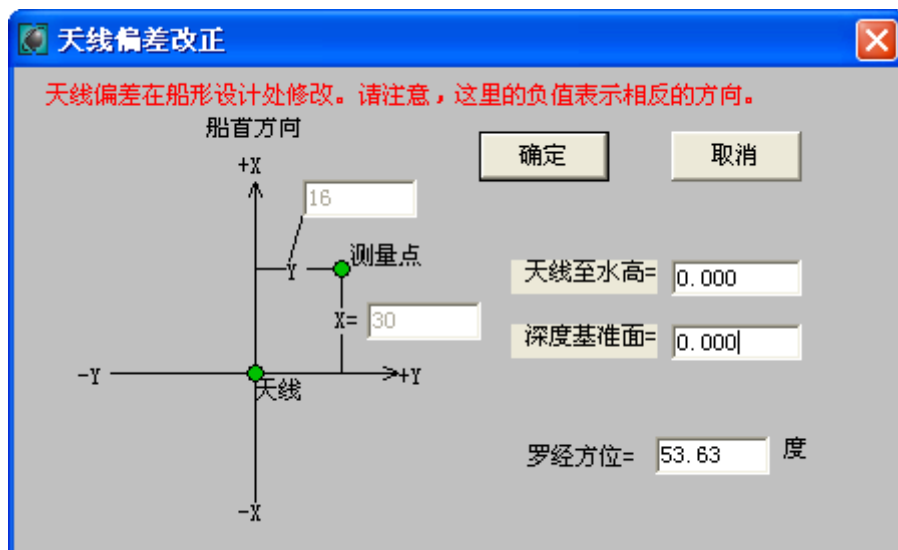 天线偏差改正
天线偏差在船形设计处修改。请注意，这里的负值表示相反的方向。
船首方向
+X
确定
取消
16
Y
测量点
天线至水高=
0.000
X=
30
深度基准面=
0.000
-Y
+Y
天线
罗经方位=
53.63
度
-X